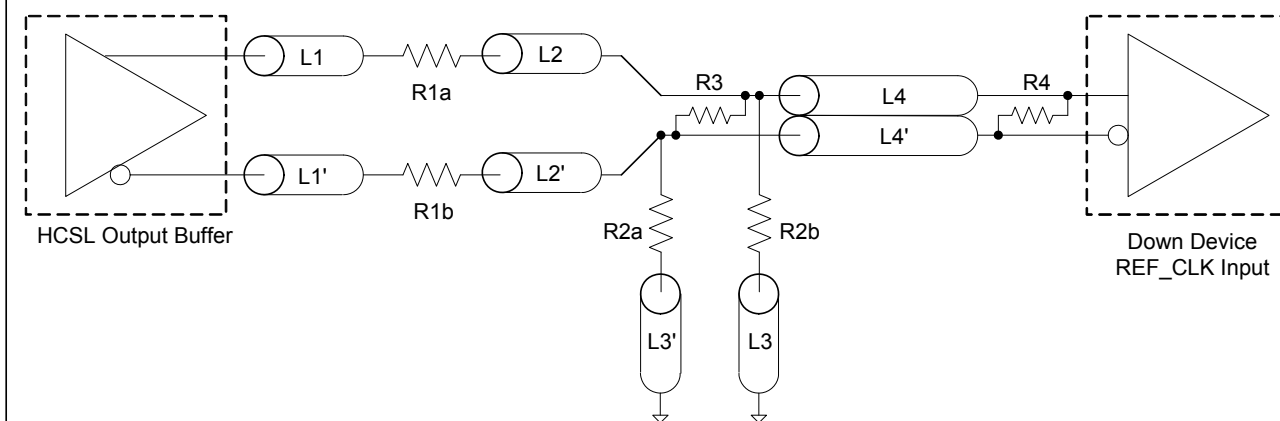 L1
R1a
L2
R3
L4
R4
L4'
L1'
R1b
L2'
HCSL Output Buffer
R2a
R2b
Down Device
REF_CLK Input
L3'
L3